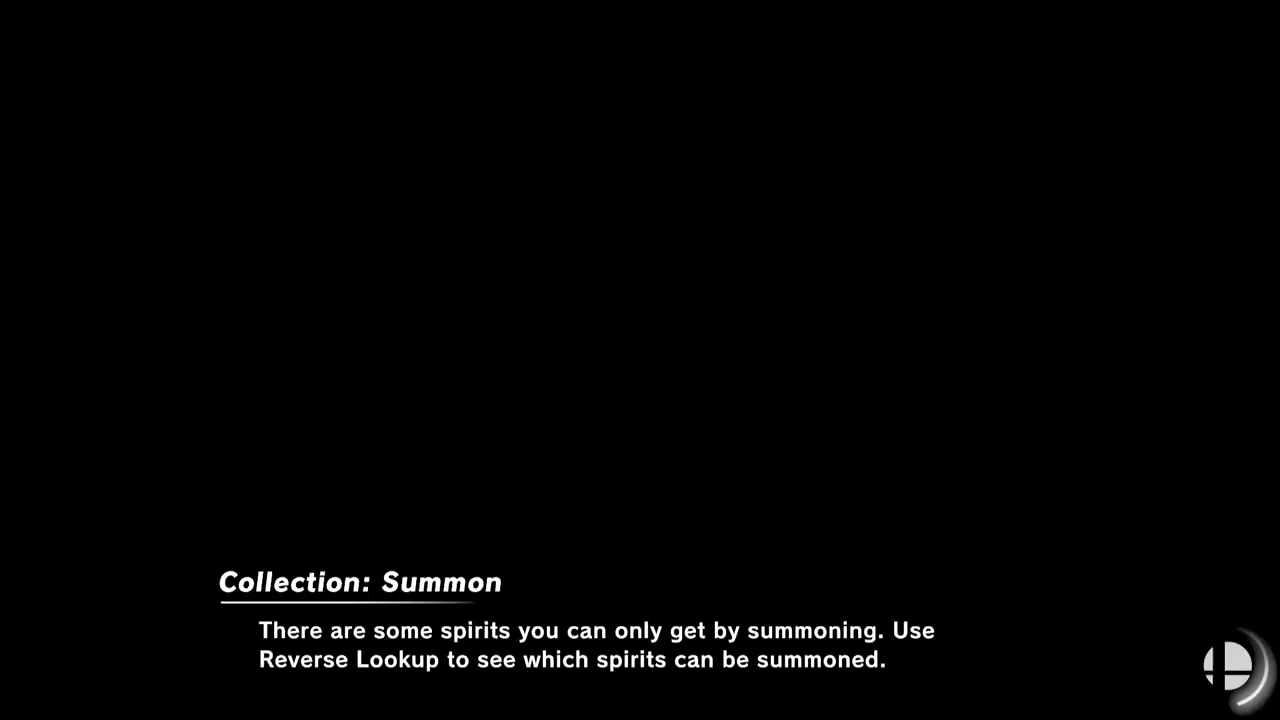 Collection: Summon
There are some spirits you can only get by summoning. Use
Reverse Lookup to see which spirits can be summoned.